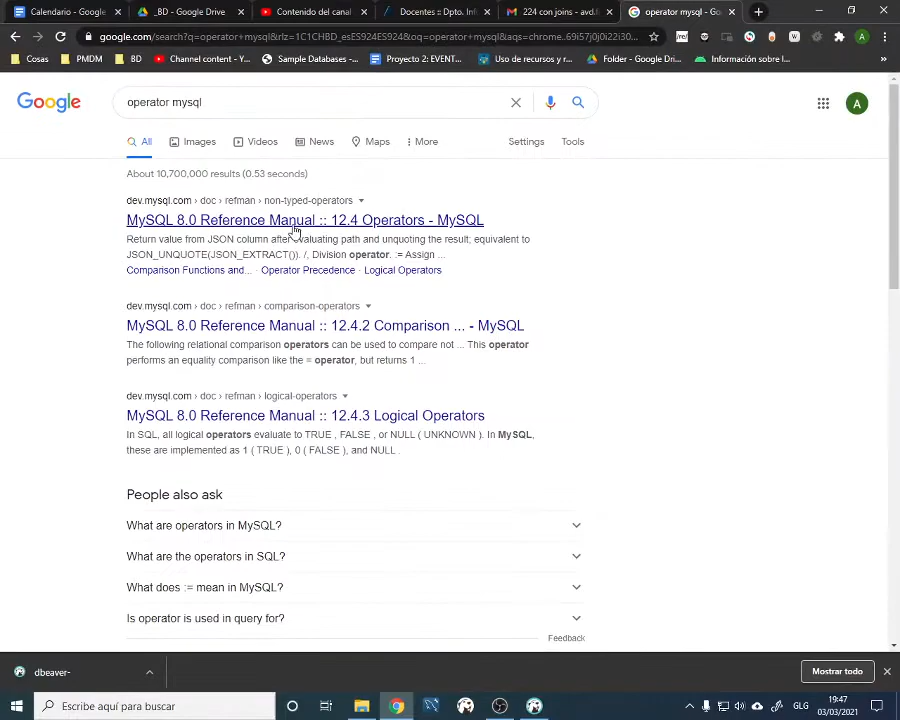 Calendario - Google
_BD - Google Drive
Contenido del canal
Docentes :: Dpto. In
224 con joins - avd.f
operator mysql - Go
google.com/search?q=operator+mysql&rlz=1C1CHBD_esES924ES924&oq=operator+mysql&aqs=chrome..69i57j0j0i22i30...
Cosas
PMDM
BD
Channel content - Y...
Sample Databases -...
Proyecto 2: EVENT...
Uso de recursos y r...
Folder - Google Dri...
Información sobre l...
»
Google
operator mysql
A
All
Images
Videos
News
Maps
More
Settings
Tools
About 10,700,000 results (0.53 seconds)
dev.mysql.com › doc › refman › non-typed-operators
MySQL 8.0 Reference Manual :: 12.4 Operators - MySQL
Return value from JSON column after evaluating path and unquoting the result; equivalent to
JSON_UNQUOTE(JSON_EXTRACT()). /, Division operator. := Assign ...
Comparison Functions and... · Operator Precedence · Logical Operators
dev.mysql.com › doc › refman › comparison-operators
MySQL 8.0 Reference Manual :: 12.4.2 Comparison ... - MySQL
The following relational comparison operators can be used to compare not ... This operator
performs an equality comparison like the = operator, but returns 1 ...
dev.mysql.com › doc › refman › logical-operators
MySQL 8.0 Reference Manual :: 12.4.3 Logical Operators
In SQL, all logical operators evaluate to TRUE , FALSE , or NULL ( UNKNOWN ). In MySQL,
these are implemented as 1 ( TRUE ), 0 ( FALSE ), and NULL .
People also ask
What are operators in MySQL?
What are the operators in SQL?
What does := mean in MySQL?
Is operator is used in query for?
Feedback
dbeaver-
Mostrar todo
Escribe aquí para buscar
GLG
19:47
03/03/2021